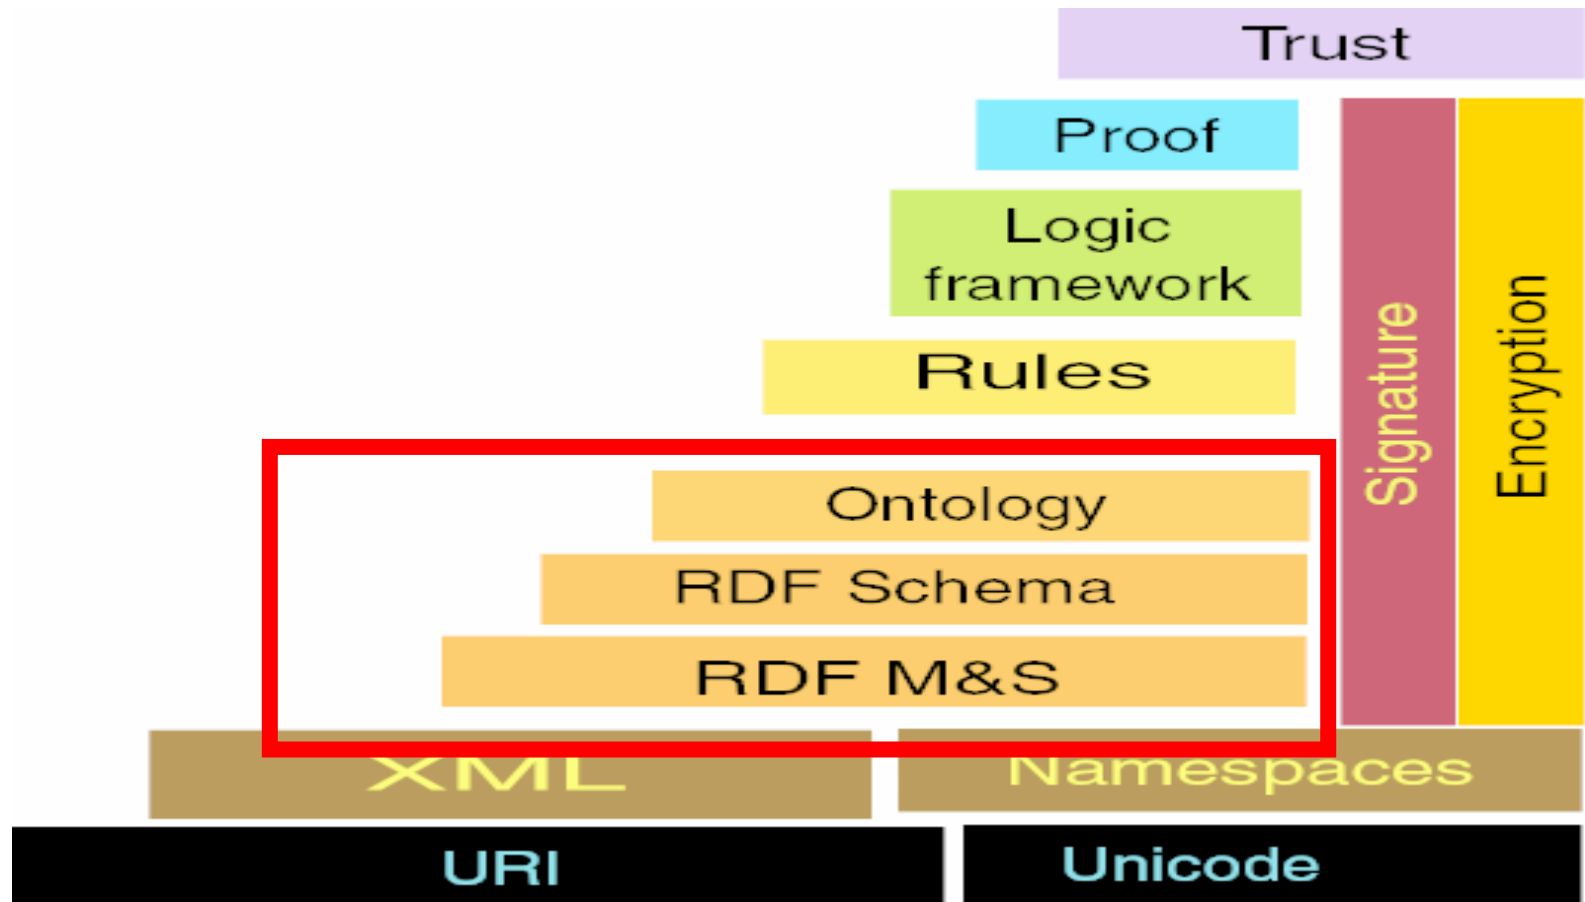 Trust
Proof
Logic
framework
Rules
Ontology
RDF Schema
RDF M&S
Signature
Encryption
XML
Namespaces
URI
Unicode